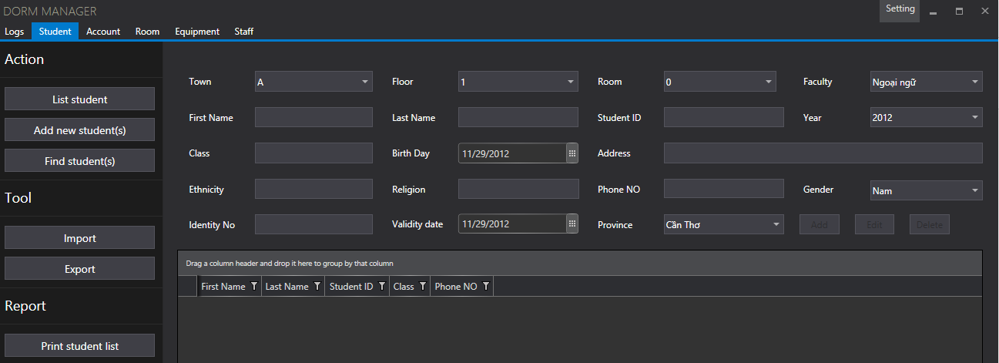 DORM MANAGER
Setting
Logs Student Account Room Equipment Staff
Action
List student
Add new student(s)
Find student(s)
Tool
Import
Export
Report
Print student list
Town A Floor 1 Room 0 Faculty Ngoại ngữ
First Name Last Name Student ID Year 2012
Class Birth Day 11/29/2012 Address
Ethnicity Religion Phone NO Gender Nam
Identity No Validity date 11/29/2012 Province Cần Thơ Add Edit Delete
Drag a column header and drop it here to group by that column
First Name Last Name Student ID Class Phone NO